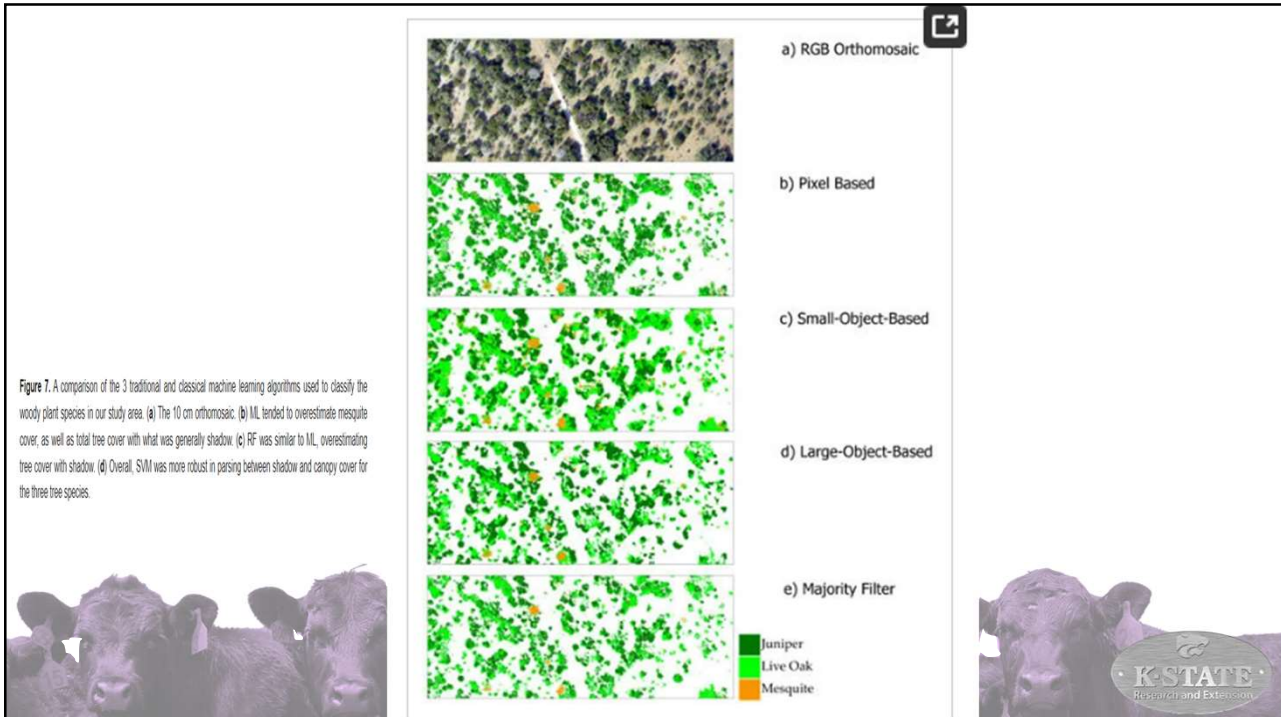 a) RGB Orthomosaic
b) Pixel Based
c) Small-Object-Based
Figure 7. A comparison of the 3 traditional and classical machine learning algorithms used to classify the
woody plant species in our study area. (a) The 10 cm orthomosaic. (b) ML tended to overestimate mesquite
cover, as well as total tree cover with what was generally shadow. (c) RF was similar to ML, overestimating
tree cover with shadow. (d) Overall, SVM was more robust in parsing between shadow and canopy cover for
the three tree species.
d) Large-Object-Based
e) Majority Filter
Juniper
Live Oak
Mesquite
K-STATE
Research and Extension